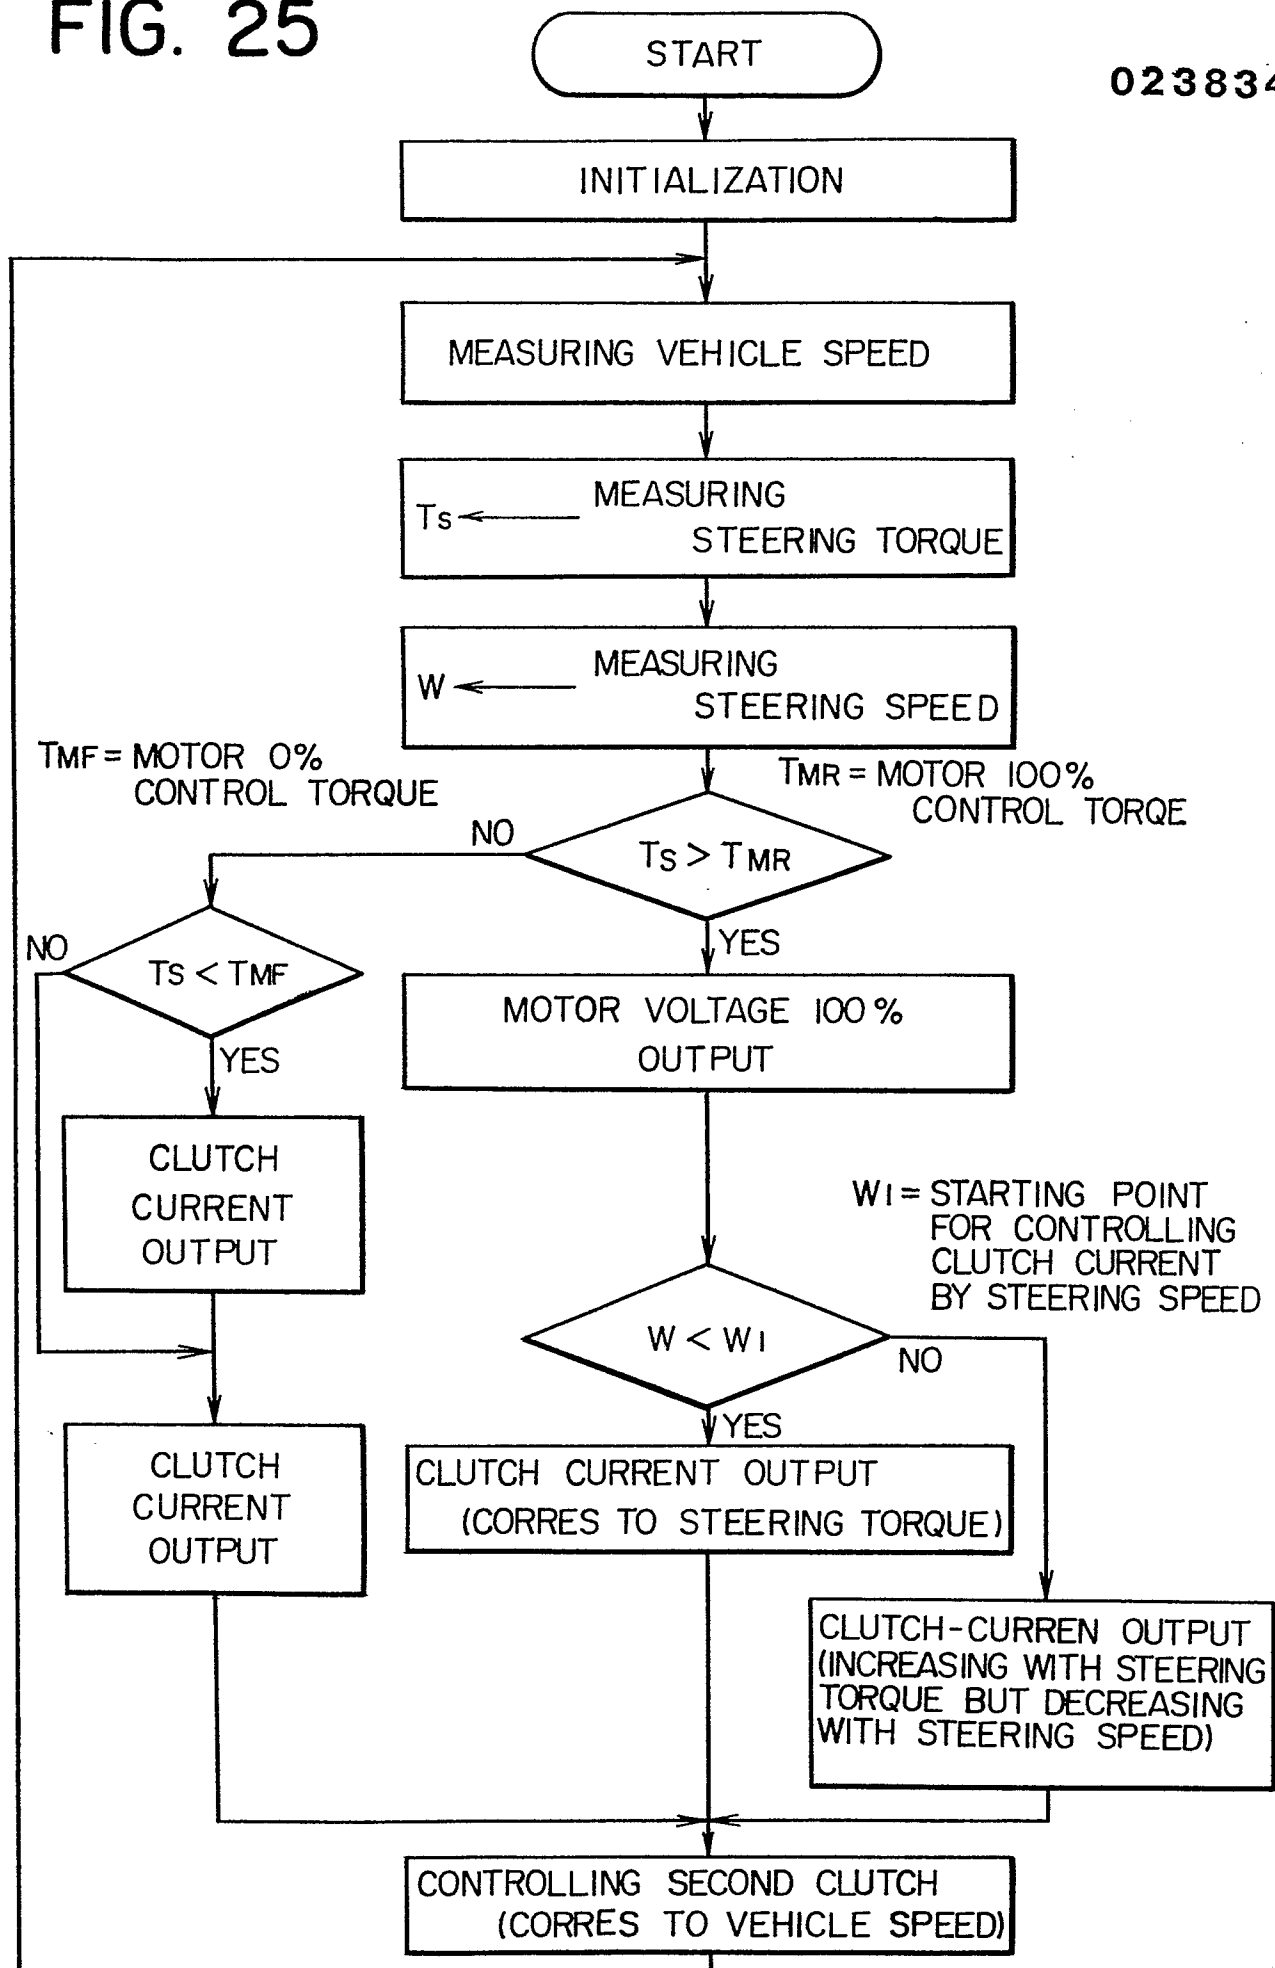 FIG. 25
START
023834
INITIALIZATION
MEASURING VEHICLE SPEED
Ts MEASURING
STEERING TORQUE
W MEASURING
STEERING SPEED
TMF = MOTOR 0%
CONTROL TORQUE
TMR = MOTOR 100%
CONTROL TORQE
NO
Ts > TMR
YES
NO
Ts < TMF
YES
MOTOR VOLTAGE 100%
OUTPUT
CLUTCH
CURRENT
OUTPUT
W1 = STARTING POINT
FOR CONTROLLING
CLUTCH CURRENT
BY STEERING SPEED
W < W1
NO
YES
CLUTCH
CURRENT
OUTPUT
CLUTCH CURRENT OUTPUT
(CORRES TO STEERING TORQUE)
CLUTCH-CURREN OUTPUT
(INCREASING WITH STEERING
TORQUE BUT DECREASING
WITH STEERING SPEED)
CONTROLLING SECOND CLUTCH
(CORRES TO VEHICLE SPEED)